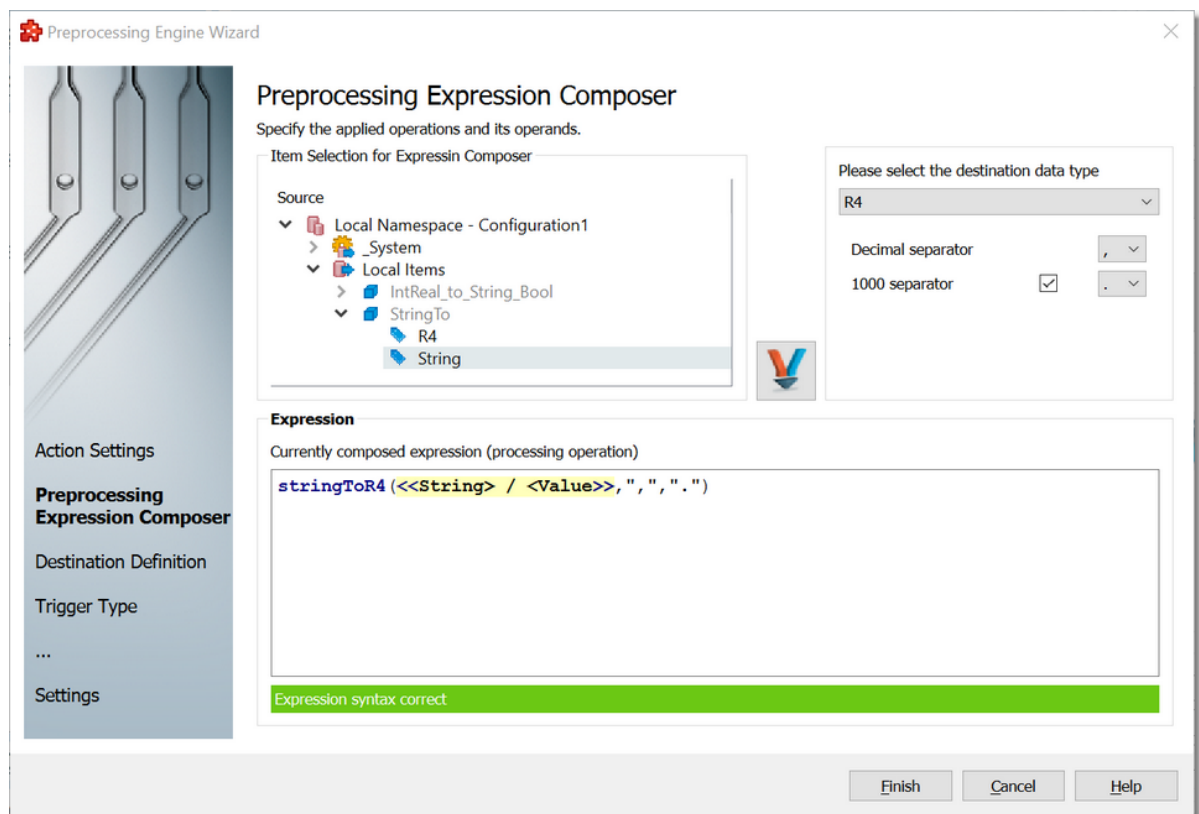 Preprocessing Engine Wizard
Preprocessing Expression Composer
Specify the applied operations and its operands.
Item Selection for Expressin Composer
Source
Local Namespace - Configuration1
_System
Local Items
IntReal_to_String_Bool
StringTo
R4
String
Please select the destination data type
R4
Decimal separator ,
1000 separator .
Expression
Currently composed expression (processing operation)
stringToR4(<<String> / <Value>>,",",".")
Expression syntax correct
Action Settings
Preprocessing
Expression Composer
Destination Definition
Trigger Type
...
Settings
Finish Cancel Help